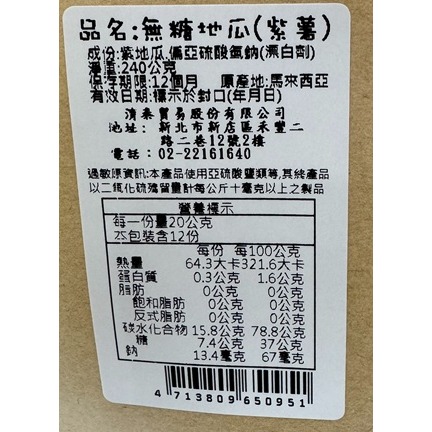 品名:無糖地瓜(紫薯)
成份:紫地瓜.偏亞硫酸氫鈉(漂白劑)
淨重:240公克
保存期限:12個月 原產地:馬來西亞
有效日期:標示於封口(年月日)
清泰貿易股份有限公司
地址: 新北市新店區禾豐二
路二巷12號2樓
電話:02-22161640
過敏原資訊:本產品使用亞硫酸鹽類等,其終產品
以二氧化硫殘留量計每公斤十毫克以上之製品
營養標示
每一份量20公克
本包裝含12份
每份 每100公克
熱量 64.3大卡 321.6大卡
蛋白質 0.3公克 1.6公克
脂肪 0公克 0公克
飽和脂肪 0公克 0公克
反式脂肪 0公克 0公克
碳水化合物 15.8公克 78.8公克
糖 7.4公克 37公克
鈉 13.4毫克 67毫克
4 713809 650951